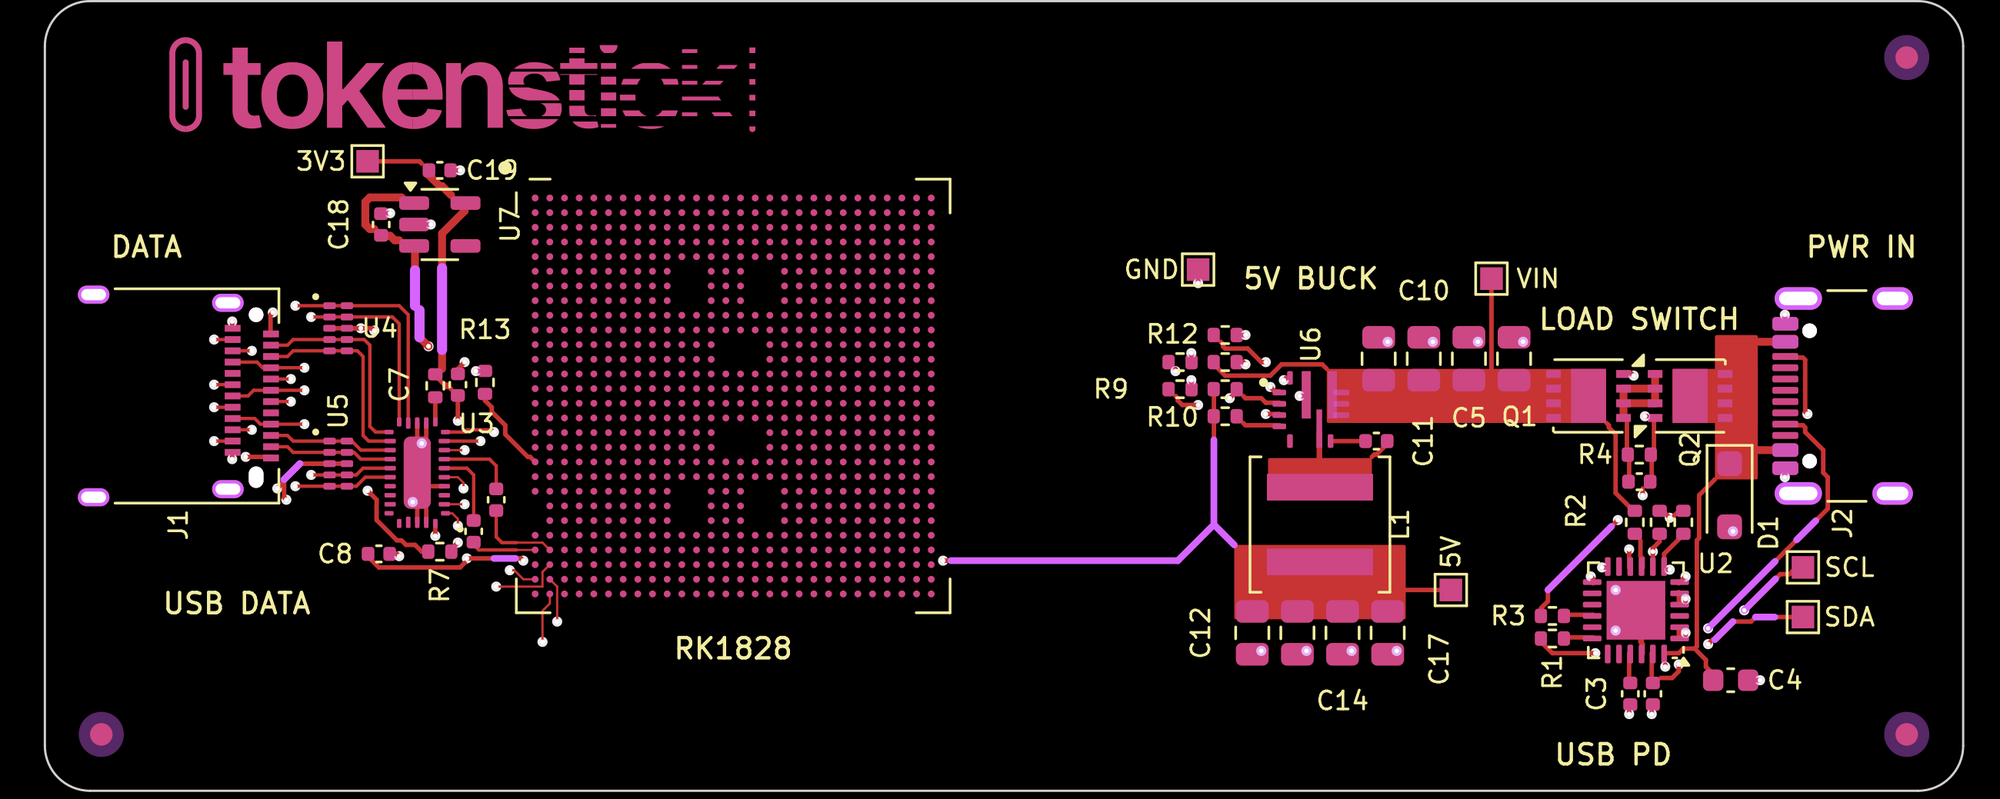 tokenstick
3V3
C19
C18
U7
DATA
PWR IN
GND
5V BUCK
C10
VIN
LOAD SWITCH
U4
R13
R12
U6
C7
R9
R10
U5
U3
C11
C5
Q1
R4
Q2
J1
R2
L1
D1
J2
C8
R7
5V
U2
SCL
USB DATA
R3
SDA
RK1828
C12
C17
R1
C3
C4
C14
USB PD